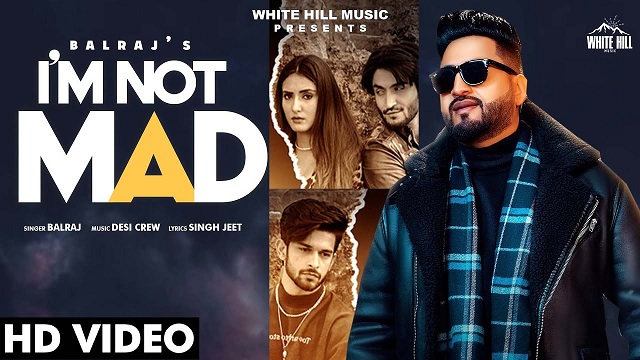 WHITE HILL MUSIC
PRESENTS
BALRAJ'S
I'M NOT
MAD
SINGER BALRAJ MUSIC DESI CREW LYRICS SINGH JEET
HD VIDEO
WHITE HILL
MUSIC